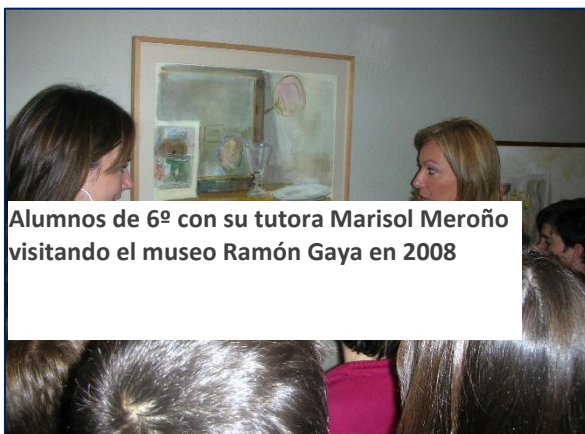 Alumnos de 6º con su tutora Marisol Meroño
visitando el museo Ramón Gaya en 2008